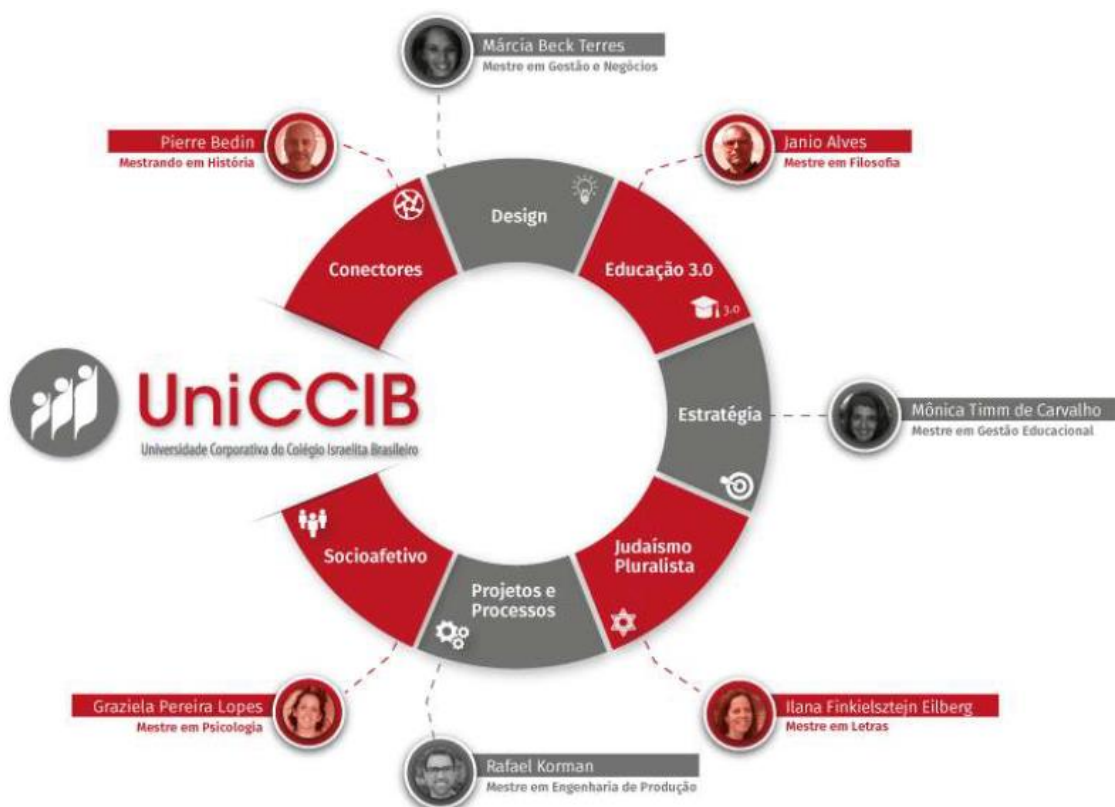 Márcia Beck Terres
Mestre em Gestão e Negócios
Pierre Bedin
Mestrando em História
Janio Alves
Mestre em Filosofia
Design
Conectores
Educação 3.0
3.0
UniCCIB
Universidade Corporativa do Colégio Israelita Brasileiro
Estratégia
Mônica Timm de Carvalho
Mestre em Gestão Educacional
Socioafetivo
Judaísmo
Pluralista
Projetos e
Processos
Graziela Pereira Lopes
Mestre em Psicologia
Ilana Finkielsztejn Eilberg
Mestre em Letras
Rafael Korman
Mestre em Engenharia de Produção